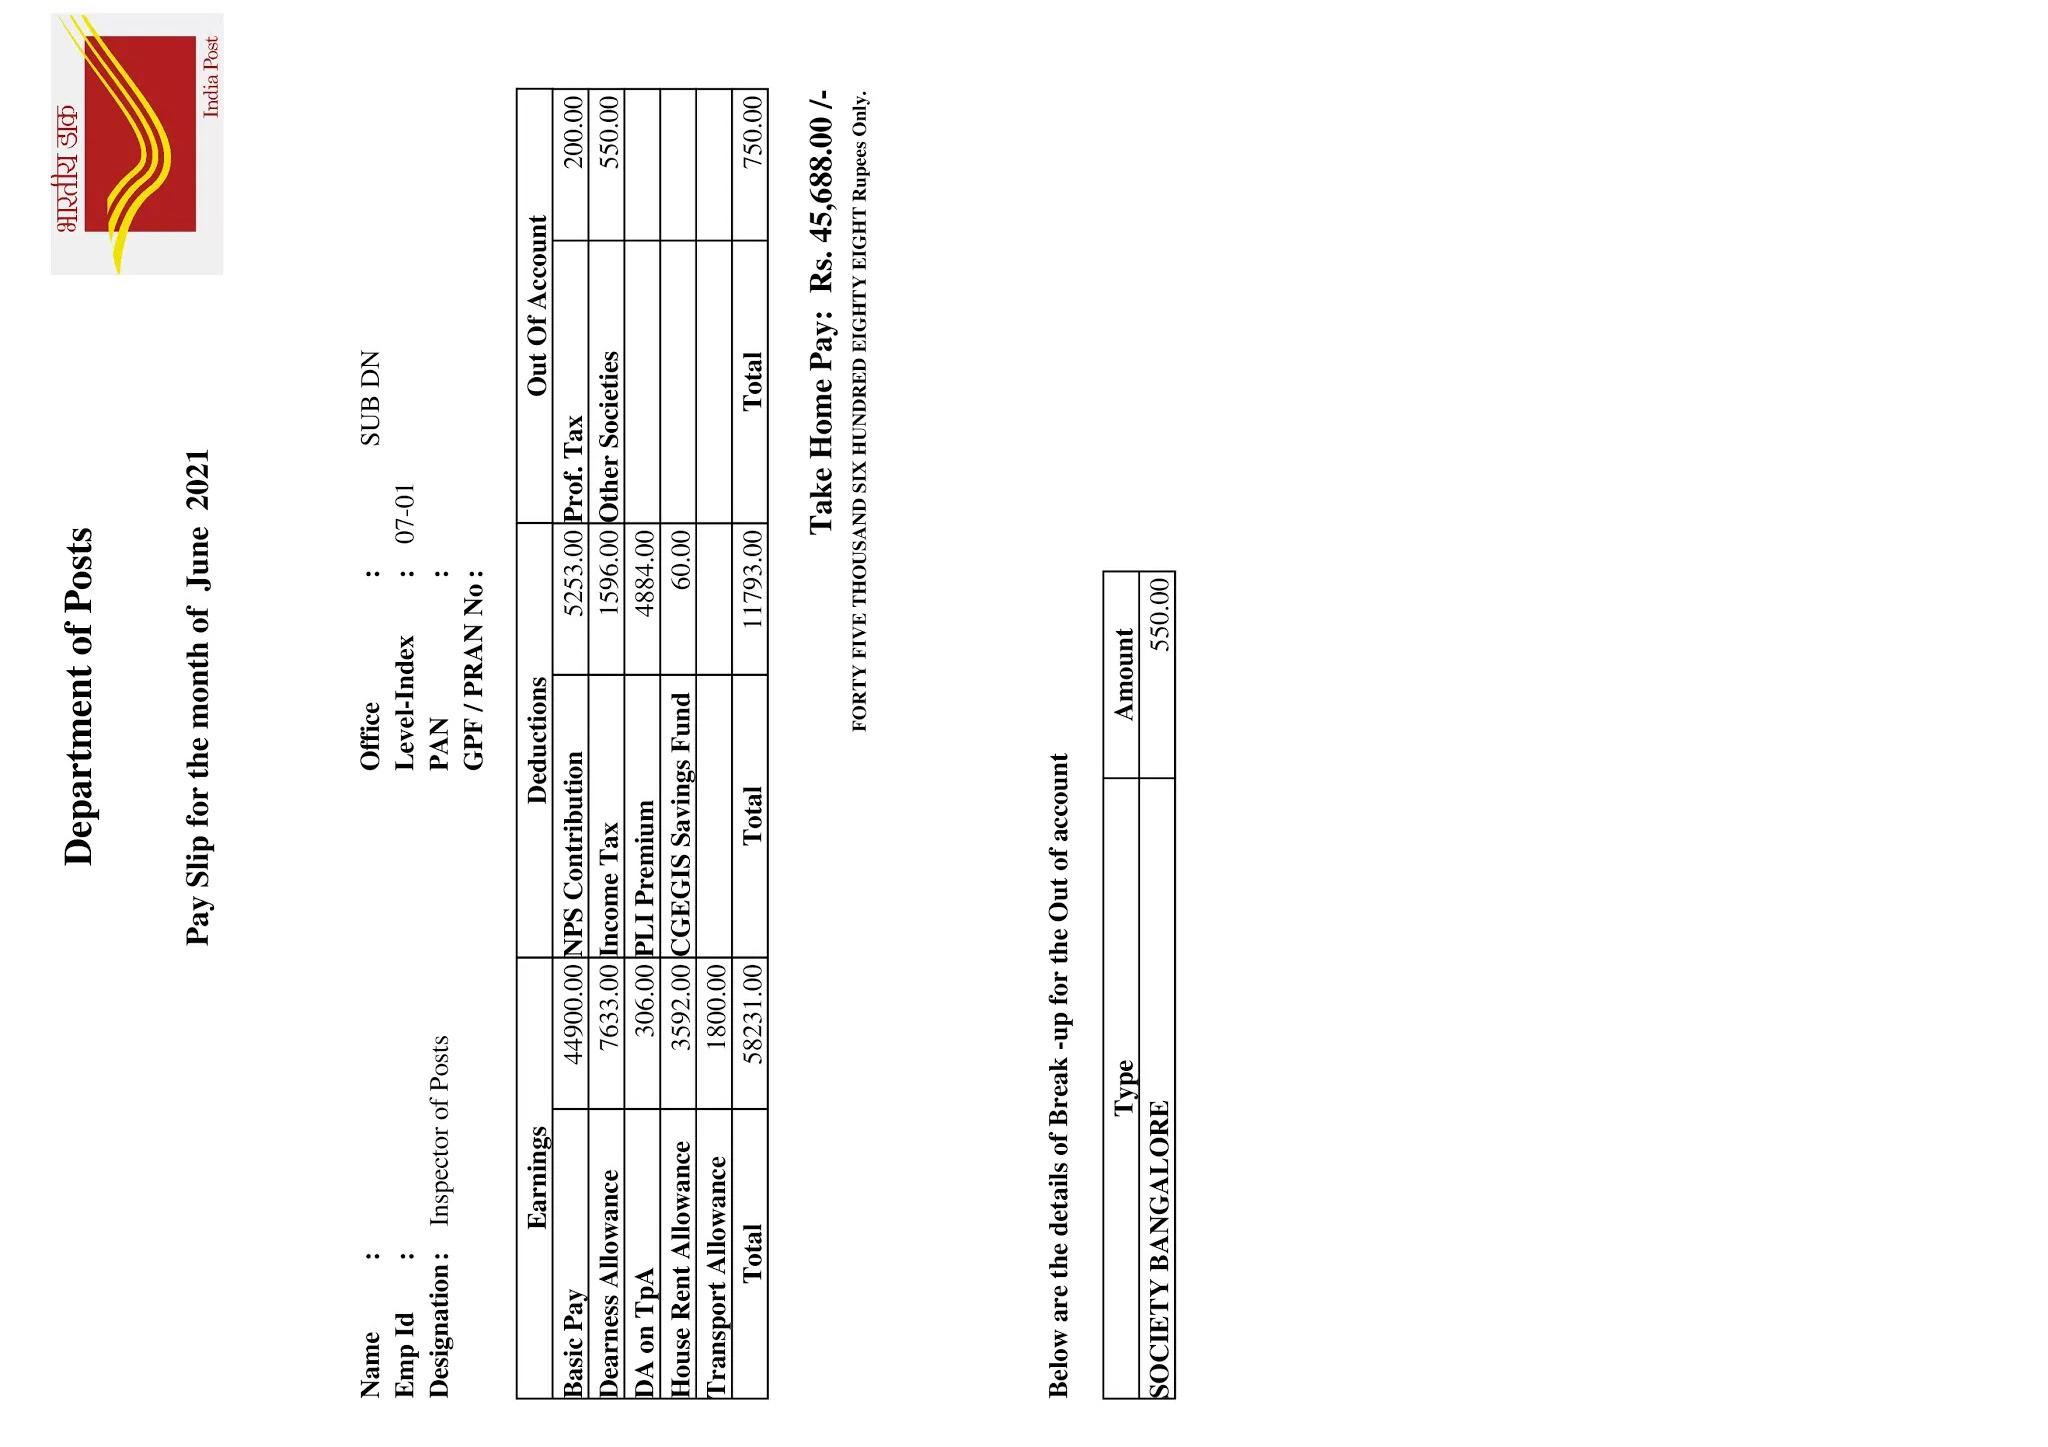 भारतीय डाक
India Post
Department of Posts
Pay Slip for the month of June 2021
Name : Office : SUB DN
Emp Id : Level-Index : 07-01
Designation : Inspector of Posts PAN :
GPF / PRAN No :
Earnings Deductions Out Of Account
Basic Pay 44900.00 NPS Contribution 5253.00 Prof. Tax 200.00
Dearness Allowance 7633.00 Income Tax 1596.00 Other Societies 550.00
DA on TpA 306.00 PLI Premium 4884.00
House Rent Allowance 3592.00 CGEGIS Savings Fund 60.00
Transport Allowance 1800.00
Total 58231.00 Total 11793.00 Total 750.00
Take Home Pay: Rs. 45,688.00 /-
FORTY FIVE THOUSAND SIX HUNDRED EIGHTY EIGHT Rupees Only.
Below are the details of Break -up for the Out of account
Type Amount
SOCIETY BANGALORE 550.00